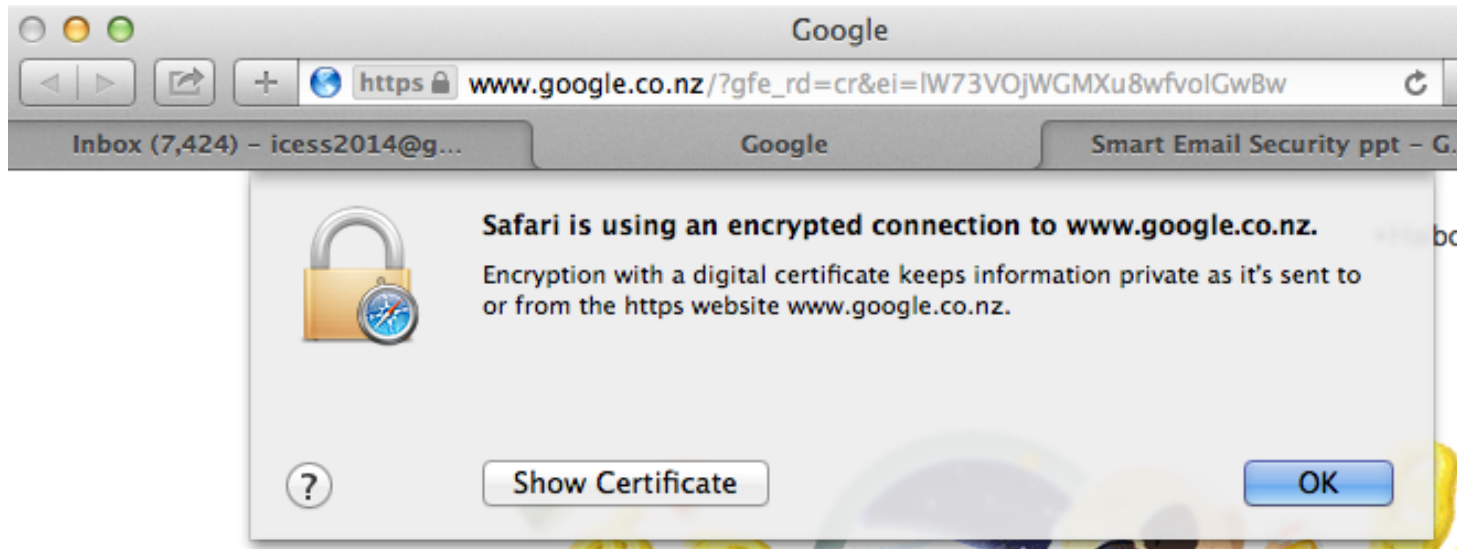 Google
https www.google.co.nz/?gfe_rd=cr&ei=lW73VOjWGMXu8wfvoIGwBw
Inbox (7,424) – icess2014@g... Google Smart Email Security ppt – G.
Safari is using an encrypted connection to www.google.co.nz.
Encryption with a digital certificate keeps information private as it's sent to
or from the https website www.google.co.nz.
? Show Certificate OK